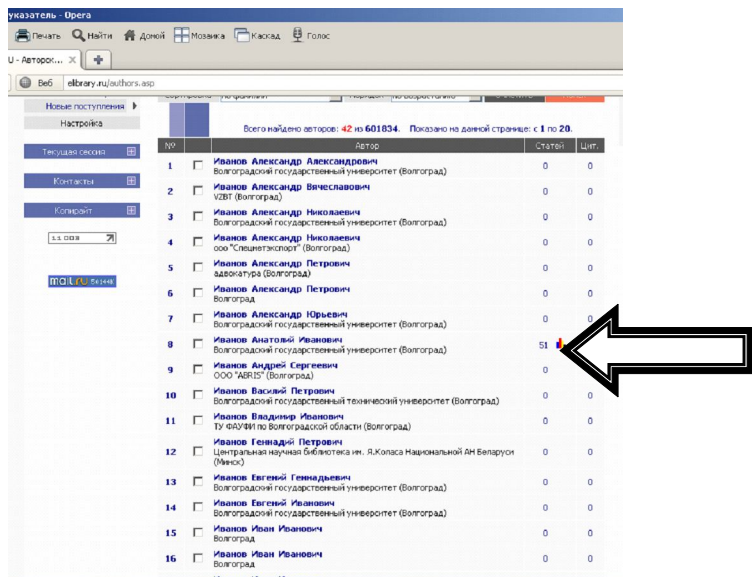 указатель - Opera
Печать Найти Домой Мозаика Каскад Голос
U - Авторск...
Веб elibrary.ru/authors.asp
Новые поступления
Настройка
Текущая сессия
Контакты
Копирайт
Всего найдено авторов: 42 из 601834. Показано на данной странице: с 1 по 20.
№ Автор Статей Цит.
1 Иванов Александр Александрович 0 0
Волгоградский государственный университет (Волгоград)
2 Иванов Александр Вячеславович 0 0
VZBT (Волгоград)
3 Иванов Александр Николаевич 0 0
Волгоградский государственный университет (Волгоград)
4 Иванов Александр Николаевич 0 0
ооо "Спецнетэкспорт" (Волгоград)
5 Иванов Александр Петрович 0 0
адвокатура (Волгоград)
6 Иванов Александр Петрович 0 0
Волгоград
7 Иванов Александр Юрьевич 0 0
Волгоградский государственный университет (Волгоград)
8 Иванов Анатолий Иванович 51
Волгоградский государственный университет (Волгоград)
9 Иванов Андрей Сергеевич 0
ООО "ABRIS" (Волгоград)
10 Иванов Василий Петрович 0 0
Волгоградский государственный технический университет (Волгоград)
11 Иванов Владимир Иванович 0 0
ТУ ФАУФИ по Волгоградской области (Волгоград)
12 Иванов Геннадий Петрович 0 0
Центральная научная библиотека им. Я.Коласа Национальной АН Беларуси
(Минск)
13 Иванов Евгений Геннадьевич 0 0
Волгоградский государственный университет (Волгоград)
14 Иванов Евгений Иванович 0 0
Волгоградский государственный университет (Волгоград)
15 Иванов Иван Иванович 0 0
Волгоград
16 Иванов Иван Иванович 0 0
Волгоград